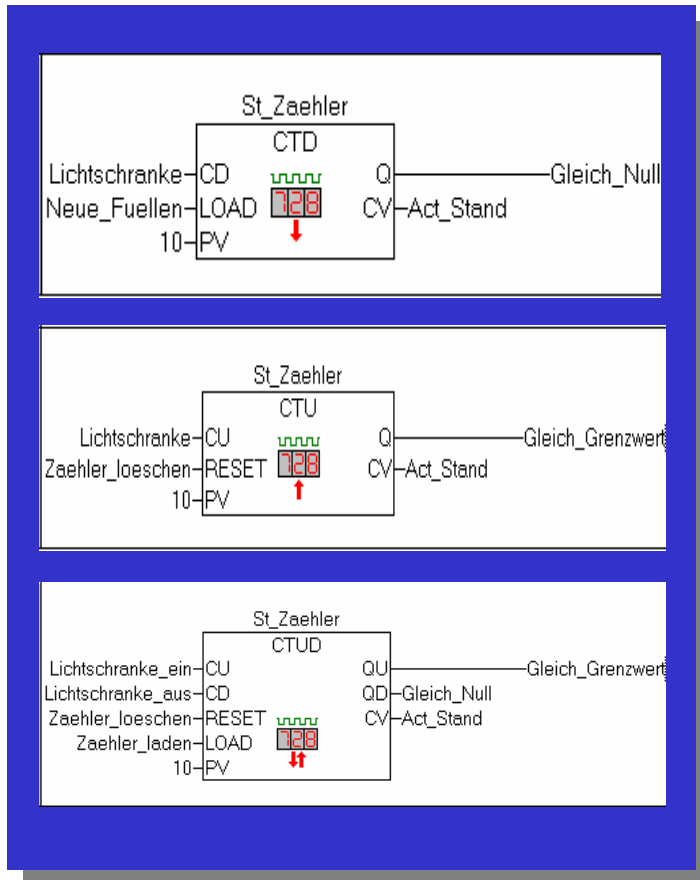 St_Zaehler
CTD
Lichtschranke CD Q Gleich_Null
Neue_Fuellen LOAD 728 CV Act_Stand
10 PV
St_Zaehler
CTU
Lichtschranke CU Q Gleich_Grenzwert
Zaehler_loeschen RESET 728 CV Act_Stand
10 PV
St_Zaehler
CTUD
Lichtschranke_ein CU QU Gleich_Grenzwert
Lichtschranke_aus CD QD Gleich_Null
Zaehler_loeschen RESET CV Act_Stand
Zaehler_laden LOAD 728
10 PV